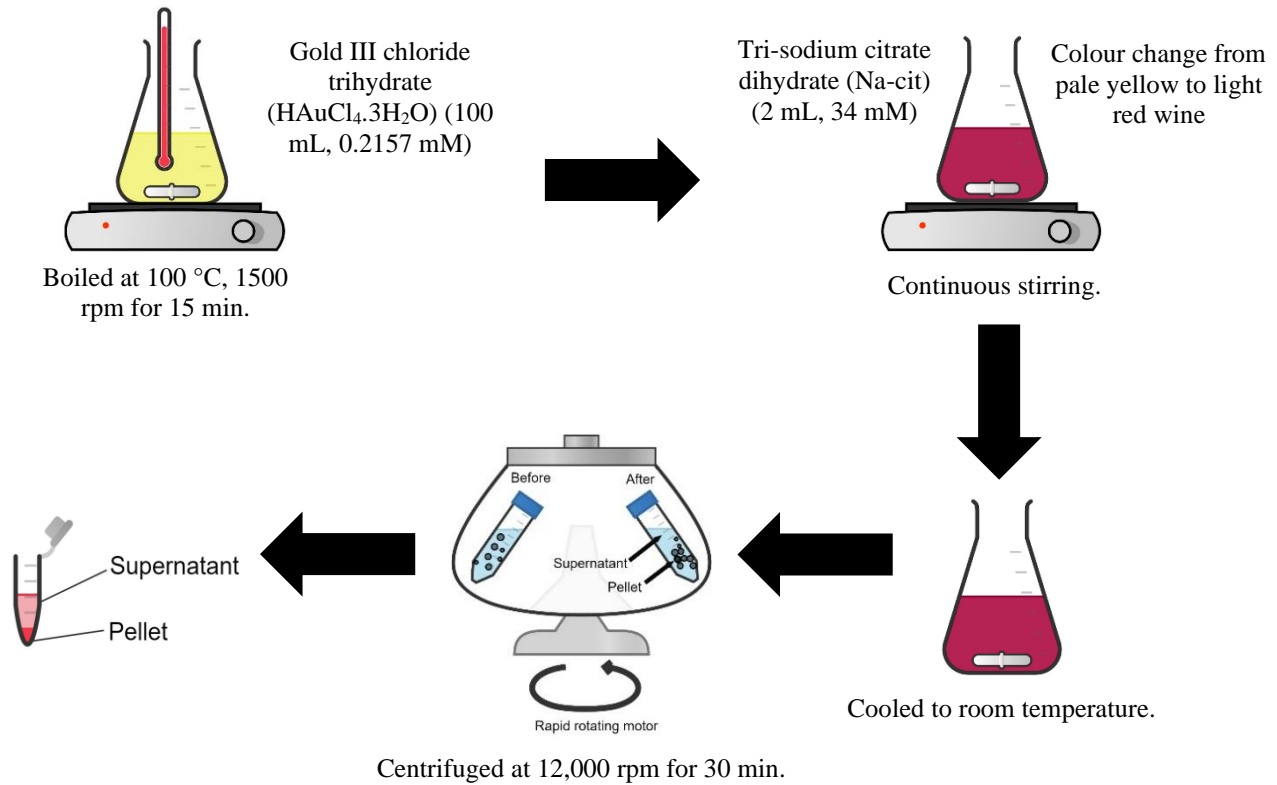 Gold III chloride
trihydrate
(HAuCl₄.3H₂O) (100
mL, 0.2157 mM)
Boiled at 100 °C, 1500
rpm for 15 min.
Tri-sodium citrate
dihydrate (Na-cit)
(2 mL, 34 mM)
Colour change from
pale yellow to light
red wine
Continuous stirring.
Cooled to room temperature.
Before
After
Supernatant
Pellet
Rapid rotating motor
Centrifuged at 12,000 rpm for 30 min.
Supernatant
Pellet